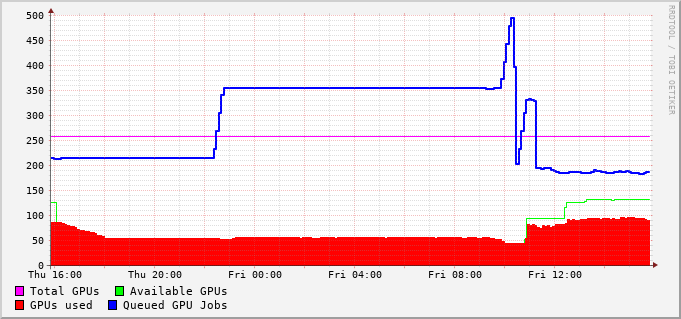 RRDTOOL / TOBI OETIKER
500
450
400
350
300
250
200
150
100
50
0
Thu 16:00 Thu 20:00 Fri 00:00 Fri 04:00 Fri 08:00 Fri 12:00
Total GPUs Available GPUs
GPUs used Queued GPU Jobs